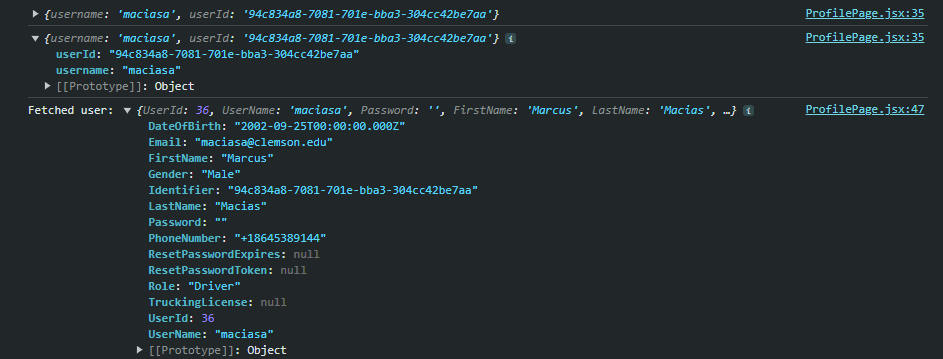 ▶ {username: 'maciasa', userId: '94c834a8-7081-701e-bba3-304cc42be7aa'} ProfilePage.jsx:35
▼ {username: 'maciasa', userId: '94c834a8-7081-701e-bba3-304cc42be7aa'} i ProfilePage.jsx:35
userId: "94c834a8-7081-701e-bba3-304cc42be7aa"
username: "maciasa"
▶ [[Prototype]]: Object
Fetched user: ▼ {UserId: 36, UserName: 'maciasa', Password: '', FirstName: 'Marcus', LastName: 'Macias', …} i ProfilePage.jsx:47
DateOfBirth: "2002-09-25T00:00:00.000Z"
Email: "maciasa@clemson.edu"
FirstName: "Marcus"
Gender: "Male"
Identifier: "94c834a8-7081-701e-bba3-304cc42be7aa"
LastName: "Macias"
Password: ""
PhoneNumber: "+18645389144"
ResetPasswordExpires: null
ResetPasswordToken: null
Role: "Driver"
TruckingLicense: null
UserId: 36
UserName: "maciasa"
▶ [[Prototype]]: Object